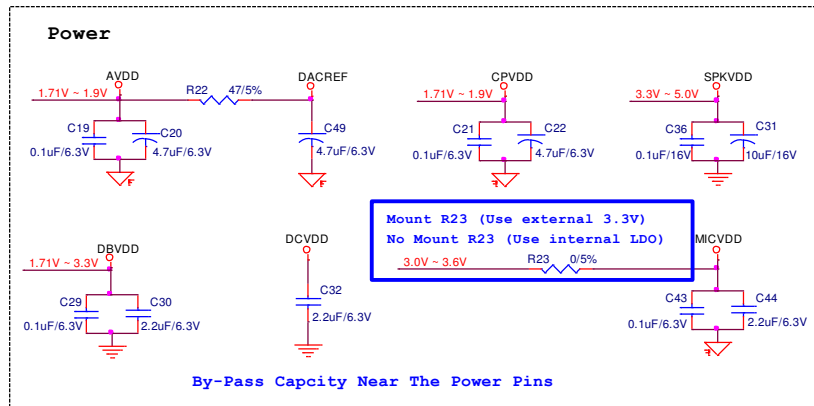 Power
AVDD
DACREF
CPVDD
SPKVDD
1.71V ~ 1.9V
R22
47/5%
1.71V ~ 1.9V
3.3V ~ 5.0V
C19
C20
C49
C21
C22
C36
C31
0.1uF/6.3V
4.7uF/6.3V
4.7uF/6.3V
0.1uF/6.3V
4.7uF/6.3V
0.1uF/16V
10uF/16V
Mount R23 (Use external 3.3V)
No Mount R23 (Use internal LDO)
DBVDD
DCVDD
MICVDD
1.71V ~ 3.3V
3.0V ~ 3.6V
R23
0/5%
C29
C30
C32
C43
C44
0.1uF/6.3V
2.2uF/6.3V
2.2uF/6.3V
0.1uF/6.3V
2.2uF/6.3V
By-Pass Capcity Near The Power Pins